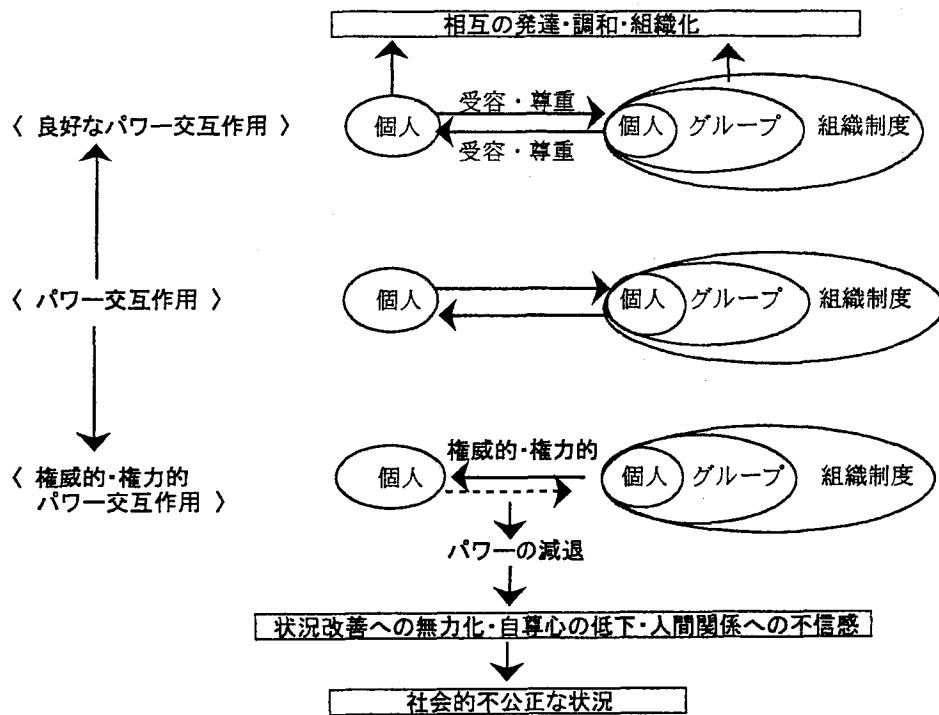 相互の発達・調和・組織化
〈 良好なパワー交互作用 〉
個人
受容・尊重
受容・尊重
個人
グループ
組織制度
〈 パワー交互作用 〉
個人
個人
グループ
組織制度
〈 権威的・権力的
パワー交互作用 〉
個人
権威的・権力的
個人
グループ
組織制度
パワーの減退
状況改善への無力化・自尊心の低下・人間関係への不信感
社会的不公正な状況